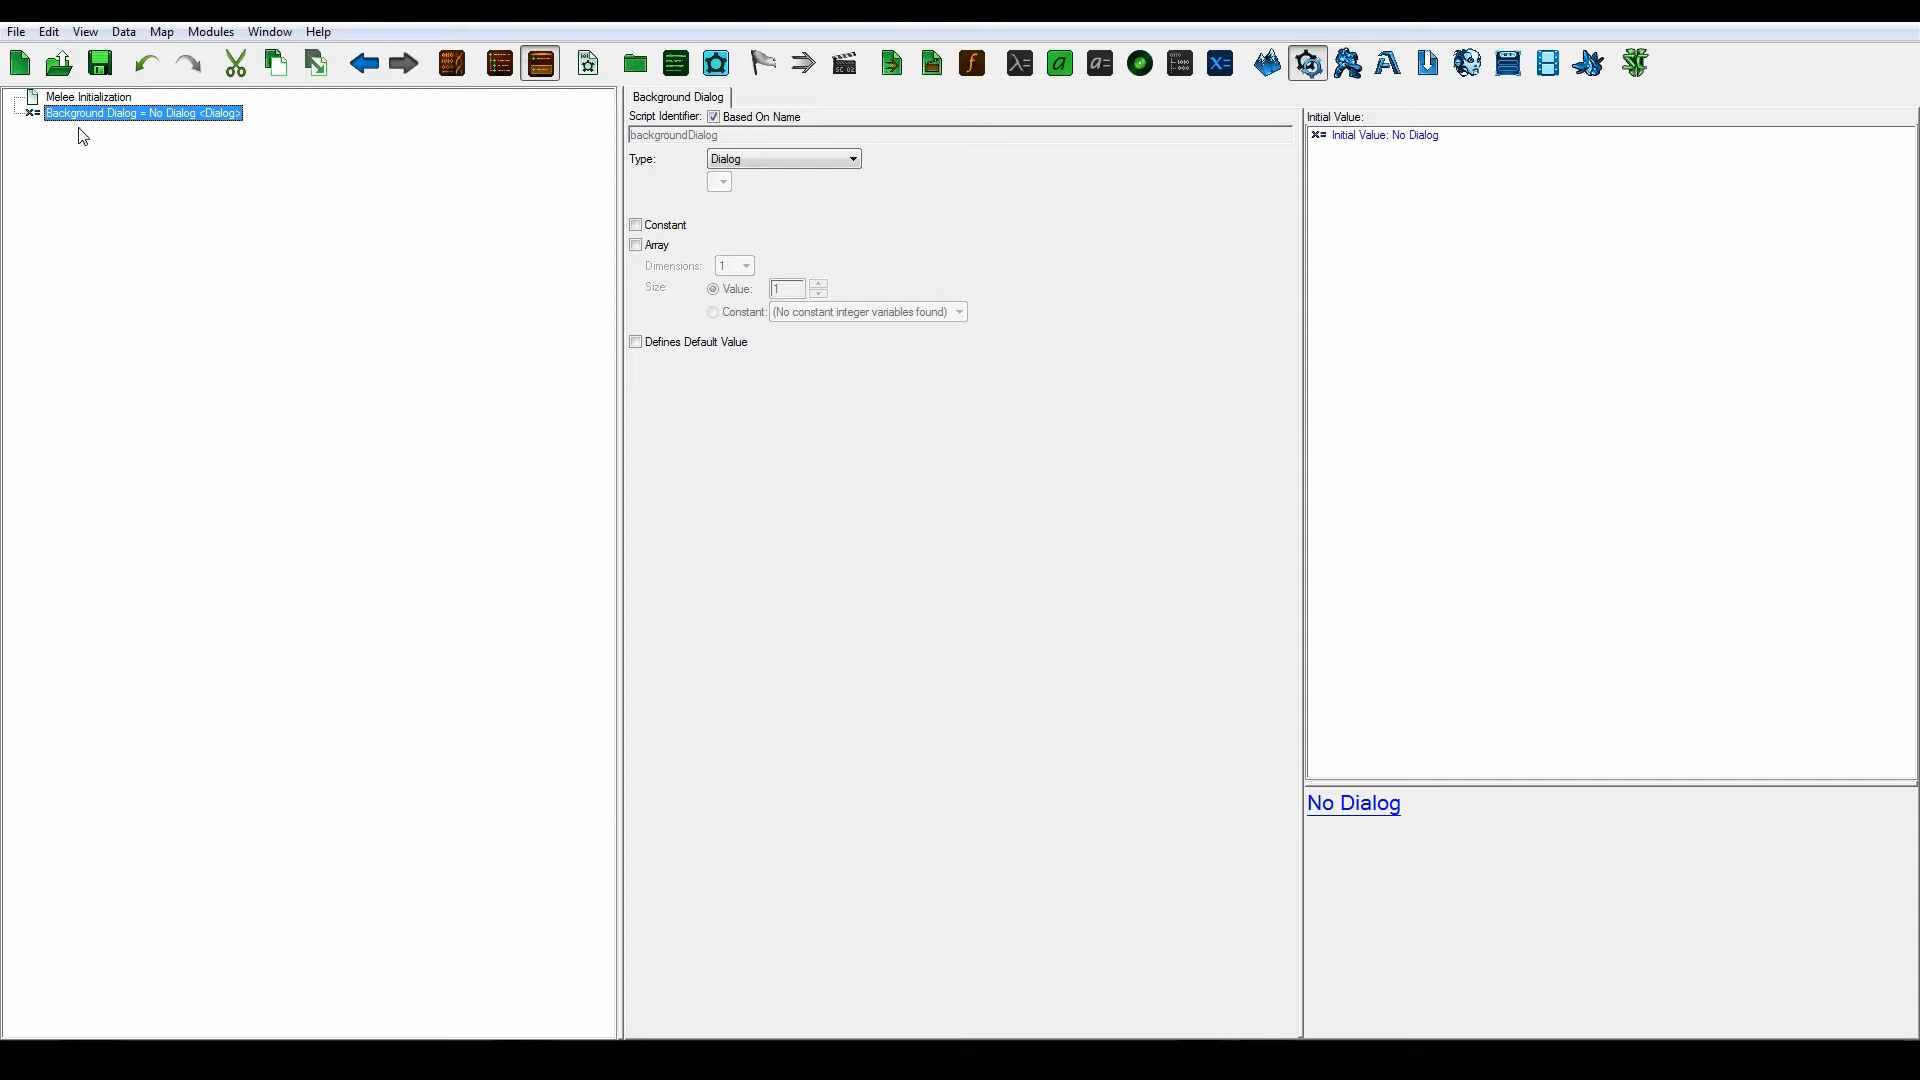 File Edit View Data Map Modules Window Help
SC 02
Melee Initialization
Background Dialog = No Dialog <Dialog>
Background Dialog
Script Identifier: Based On Name
backgroundDialog
Type: Dialog
Constant
Array
Dimensions: 1
Size: Value: 1
Constant: (No constant integer variables found)
Defines Default Value
Initial Value:
Initial Value: No Dialog
No Dialog